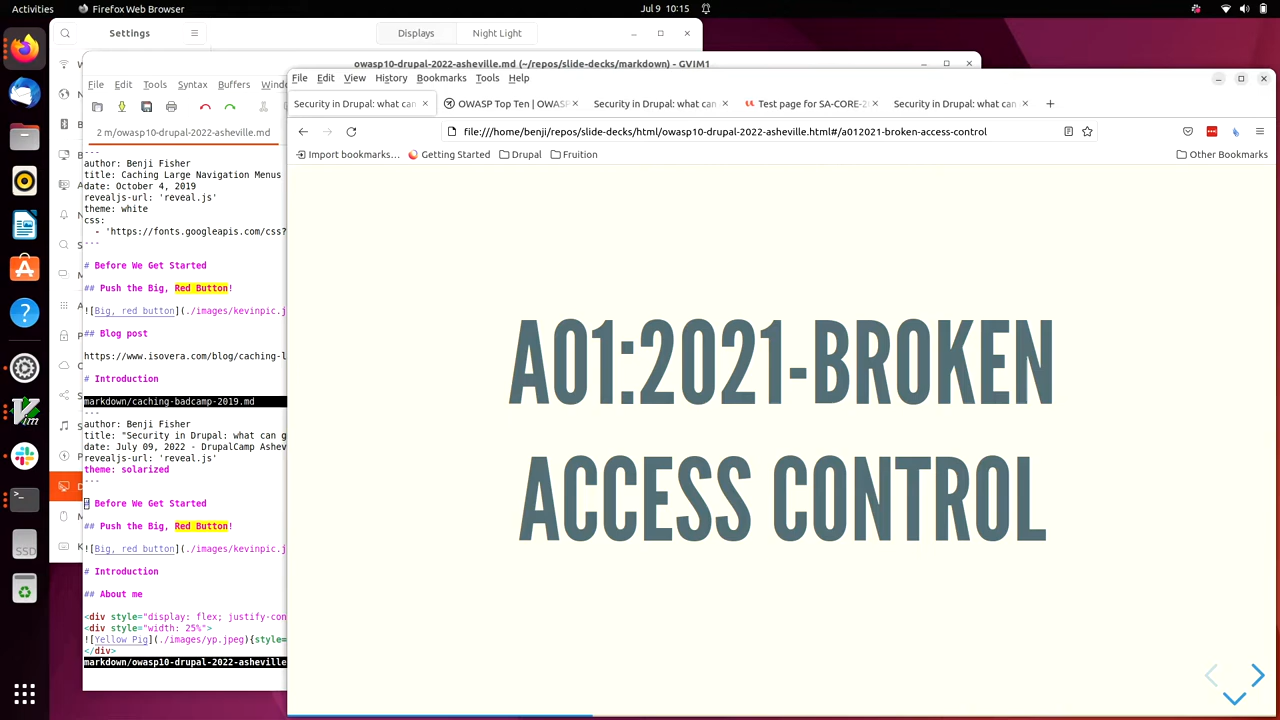 Activities
Firefox Web Browser
Jul 9 10:15
Settings
Displays
Night Light
owasp10-drupal-2022-asheville.md (~/repos/slide-decks/markdown) - GVIM1
File Edit Tools Syntax Buffers
2 m/owasp10-drupal-2022-asheville.md
---
author: Benji Fisher
title: Caching Large Navigation Menus
date: October 4, 2019
revealjs-url: 'reveal.js'
theme: white
css:
- 'https://fonts.googleapis.com/css?
---
# Before We Get Started
## Push the Big, Red Button!
![Big, red button](./images/kevinpic.j
## Blog post
https://www.isovera.com/blog/caching-l
# Introduction
markdown/caching-badcamp-2019.md
---
author: Benji Fisher
title: "Security in Drupal: what can g
date: July 09, 2022 - DrupalCamp Ashev
revealjs-url: 'reveal.js'
theme: solarized
---
# Before We Get Started
## Push the Big, Red Button!
![Big, red button](./images/kevinpic.j
# Introduction
## About me
<div style="display: flex; justify-con
<div style="width: 25%">
![Yellow Pig](./images/yp.jpeg){style=
</div>
markdown/owasp10-drupal-2022-asheville
File Edit View History Bookmarks Tools Help
Security in Drupal: what can
OWASP Top Ten | OWASP
Security in Drupal: what can
Test page for SA-CORE-2
Security in Drupal: what can
file:///home/benji/repos/slide-decks/html/owasp10-drupal-2022-asheville.html#/a012021-broken-access-control
Import bookmarks...
Getting Started
Drupal
Fruition
Other Bookmarks
A01:2021-BROKEN
ACCESS CONTROL
SSD